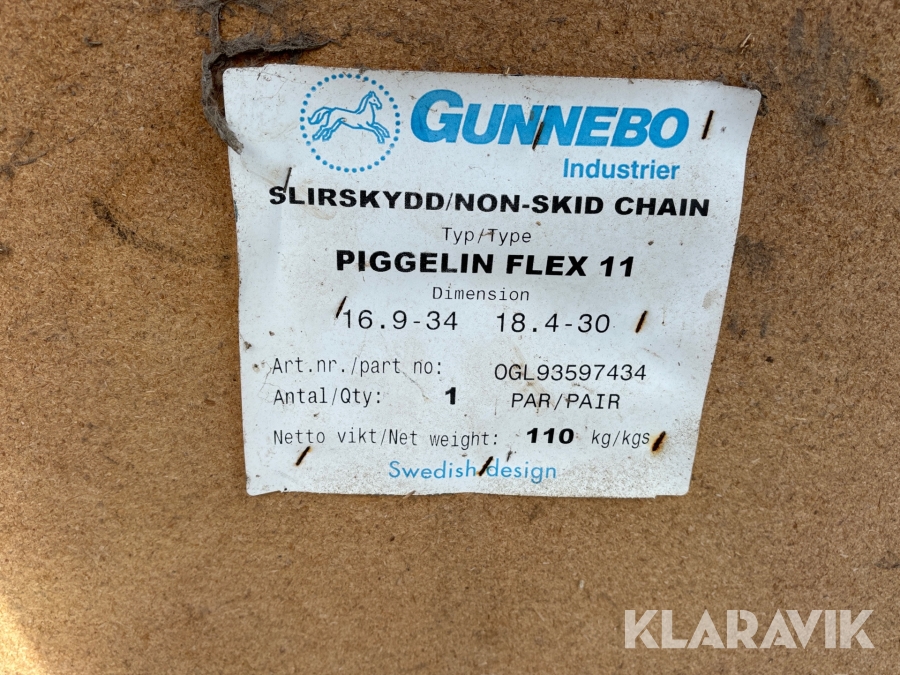 GUNNEBO
Industrier
SLIRSKYDD/NON-SKID CHAIN
Typ/Type
PIGGELIN FLEX 11
Dimension
16.9-34 18.4-30
Art.nr./part no: OGL93597434
Antal/Qty: 1 PAR/PAIR
Netto vikt/Net weight: 110 kg/kgs
Swedish design
KLARAVIK